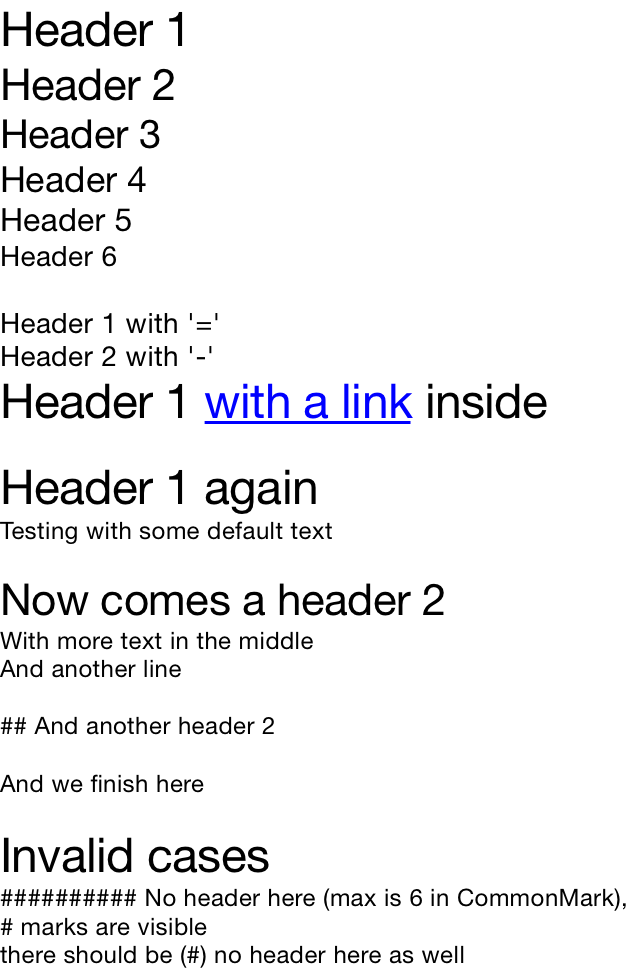 Header 1
Header 2
Header 3
Header 4
Header 5
Header 6
Header 1 with '='
Header 2 with '-'
Header 1 with a link inside
Header 1 again
Testing with some default text
Now comes a header 2
With more text in the middle
And another line
## And another header 2
And we finish here
Invalid cases
########## No header here (max is 6 in CommonMark),
# marks are visible
there should be (#) no header here as well